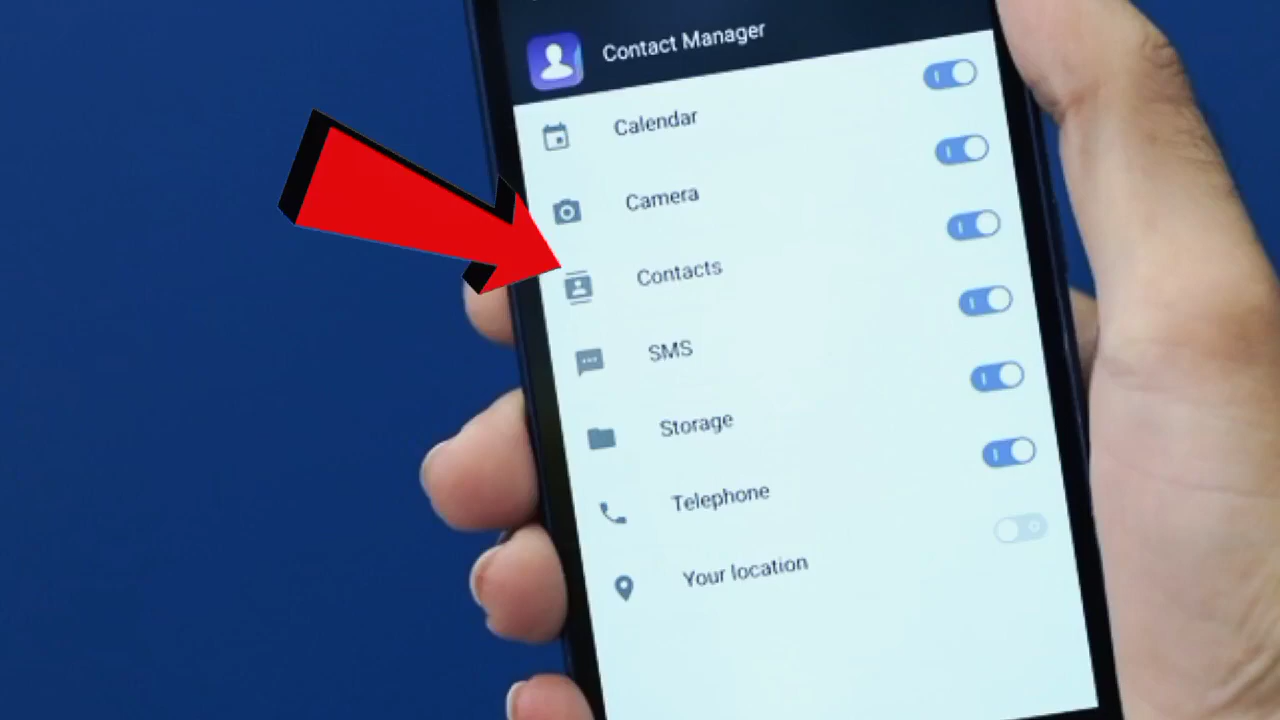 Contact Manager
Calendar
Camera
Contacts
SMS
Storage
Telephone
Your location